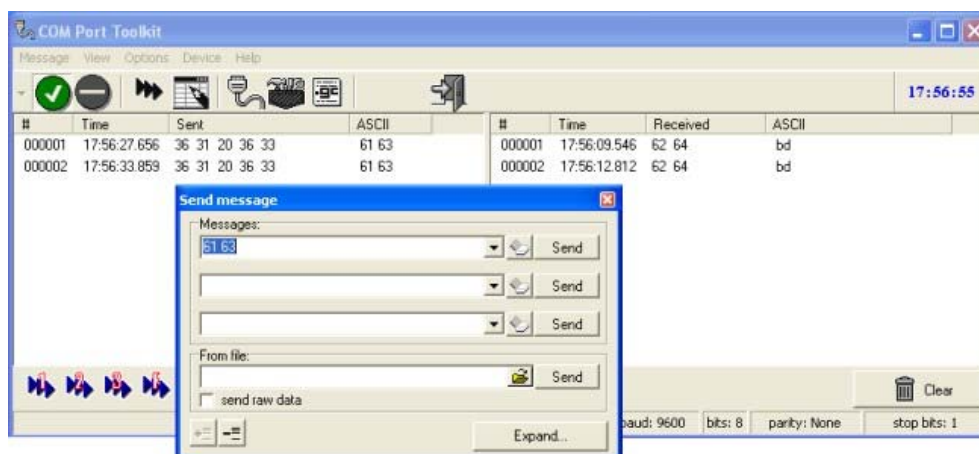 COM Port Toolkit
Message View Options Device Help
17:56:55
# Time Sent ASCII # Time Received ASCII
000001 17:56:27.656 36 31 20 36 33 61 63 000001 17:56:09.546 62 64 bd
000002 17:56:33.859 36 31 20 36 33 61 63 000002 17:56:12.812 62 64 bd
Send message
Messages:
61 63 Send
Send
Send
From file:
Send
send raw data
Clear
Expand...
baud: 9600 bits: 8 parity: None stop bits: 1